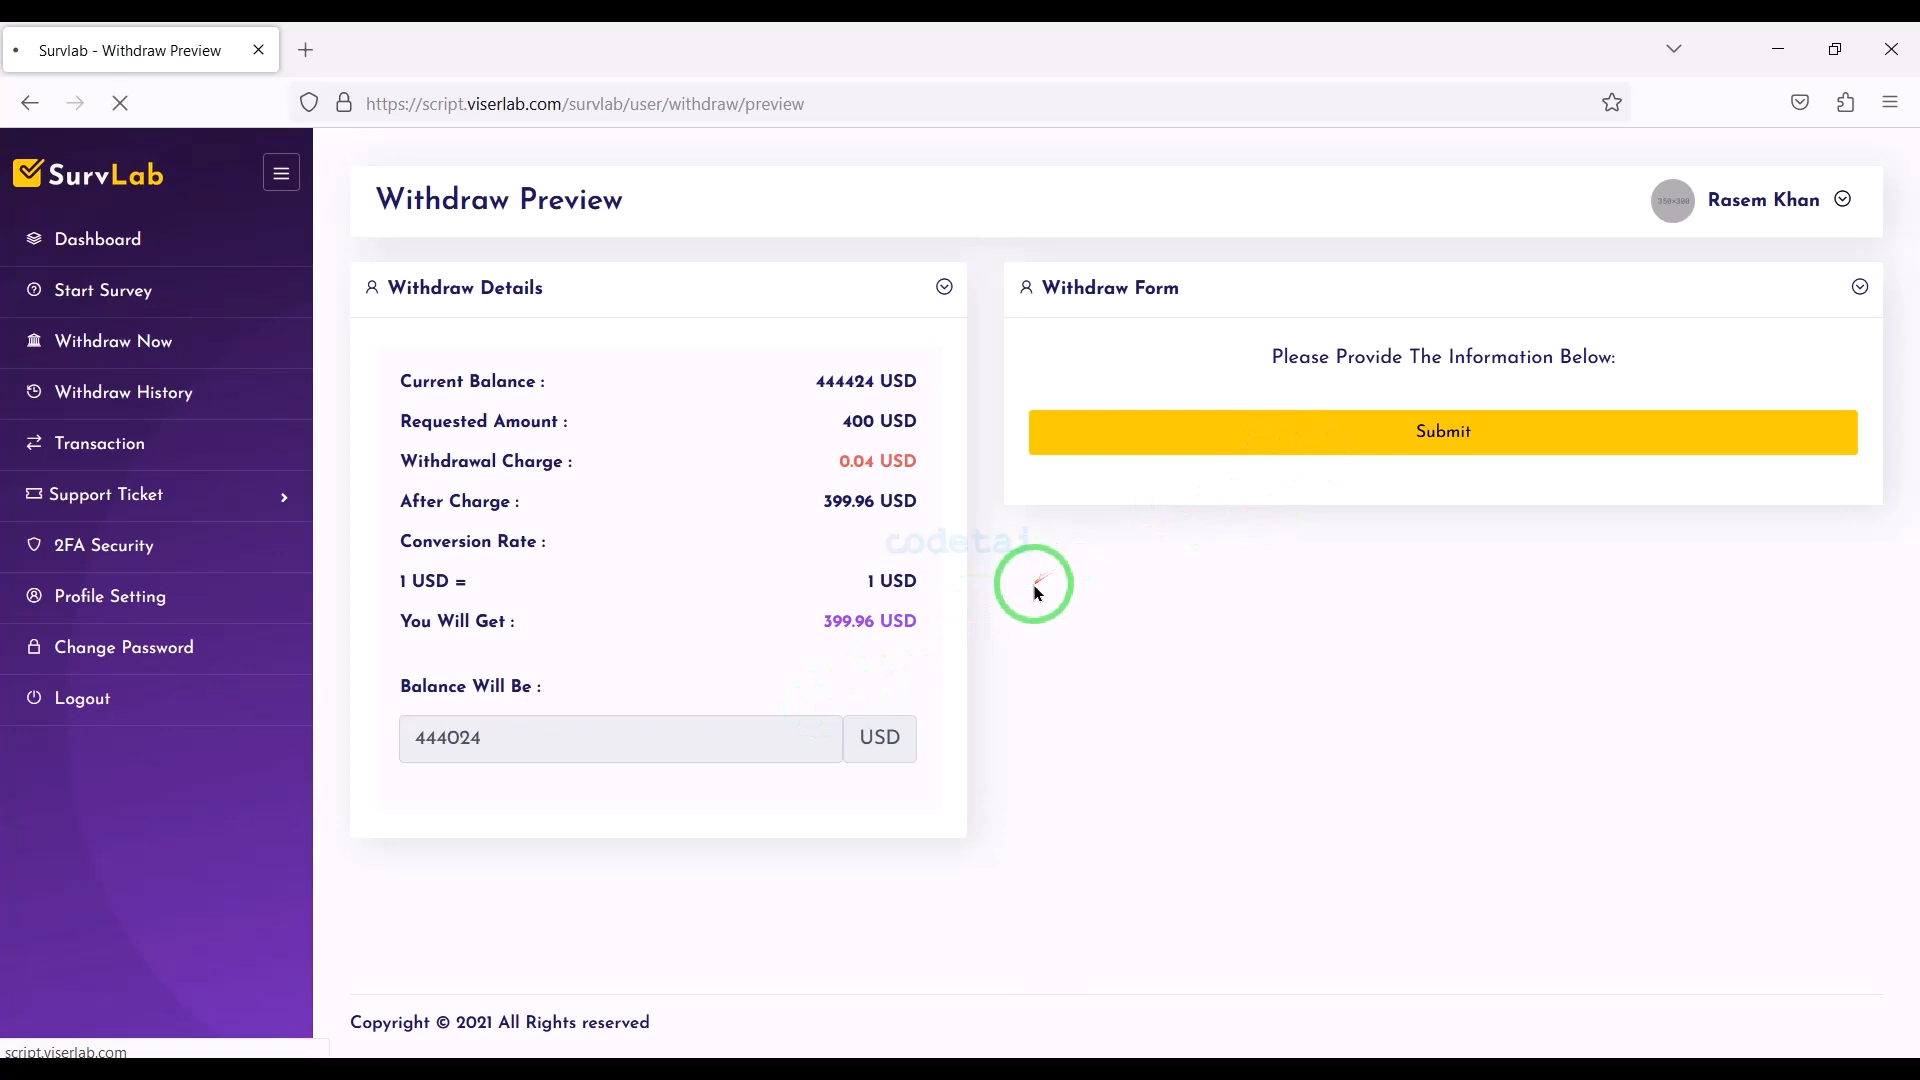 Survlab - Withdraw Preview
https://script.viserlab.com/survlab/user/withdraw/preview
SurvLab
Dashboard
Start Survey
Withdraw Now
Withdraw History
Transaction
Support Ticket
2FA Security
Profile Setting
Change Password
Logout
Withdraw Preview
350×300
Rasem Khan
Withdraw Details
Current Balance : 444424 USD
Requested Amount : 400 USD
Withdrawal Charge : 0.04 USD
After Charge : 399.96 USD
Conversion Rate :
1 USD = 1 USD
You Will Get : 399.96 USD
Balance Will Be :
444024 USD
Withdraw Form
Please Provide The Information Below:
Submit
Copyright © 2021 All Rights reserved
script.viserlab.com